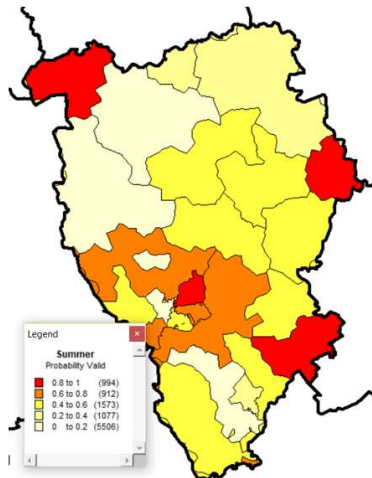 Legend
Summer
Probability Valid
0.8 to 1 (994)
0.6 to 0.8 (912)
0.4 to 0.6 (1573)
0.2 to 0.4 (1077)
0 to 0.2 (5506)